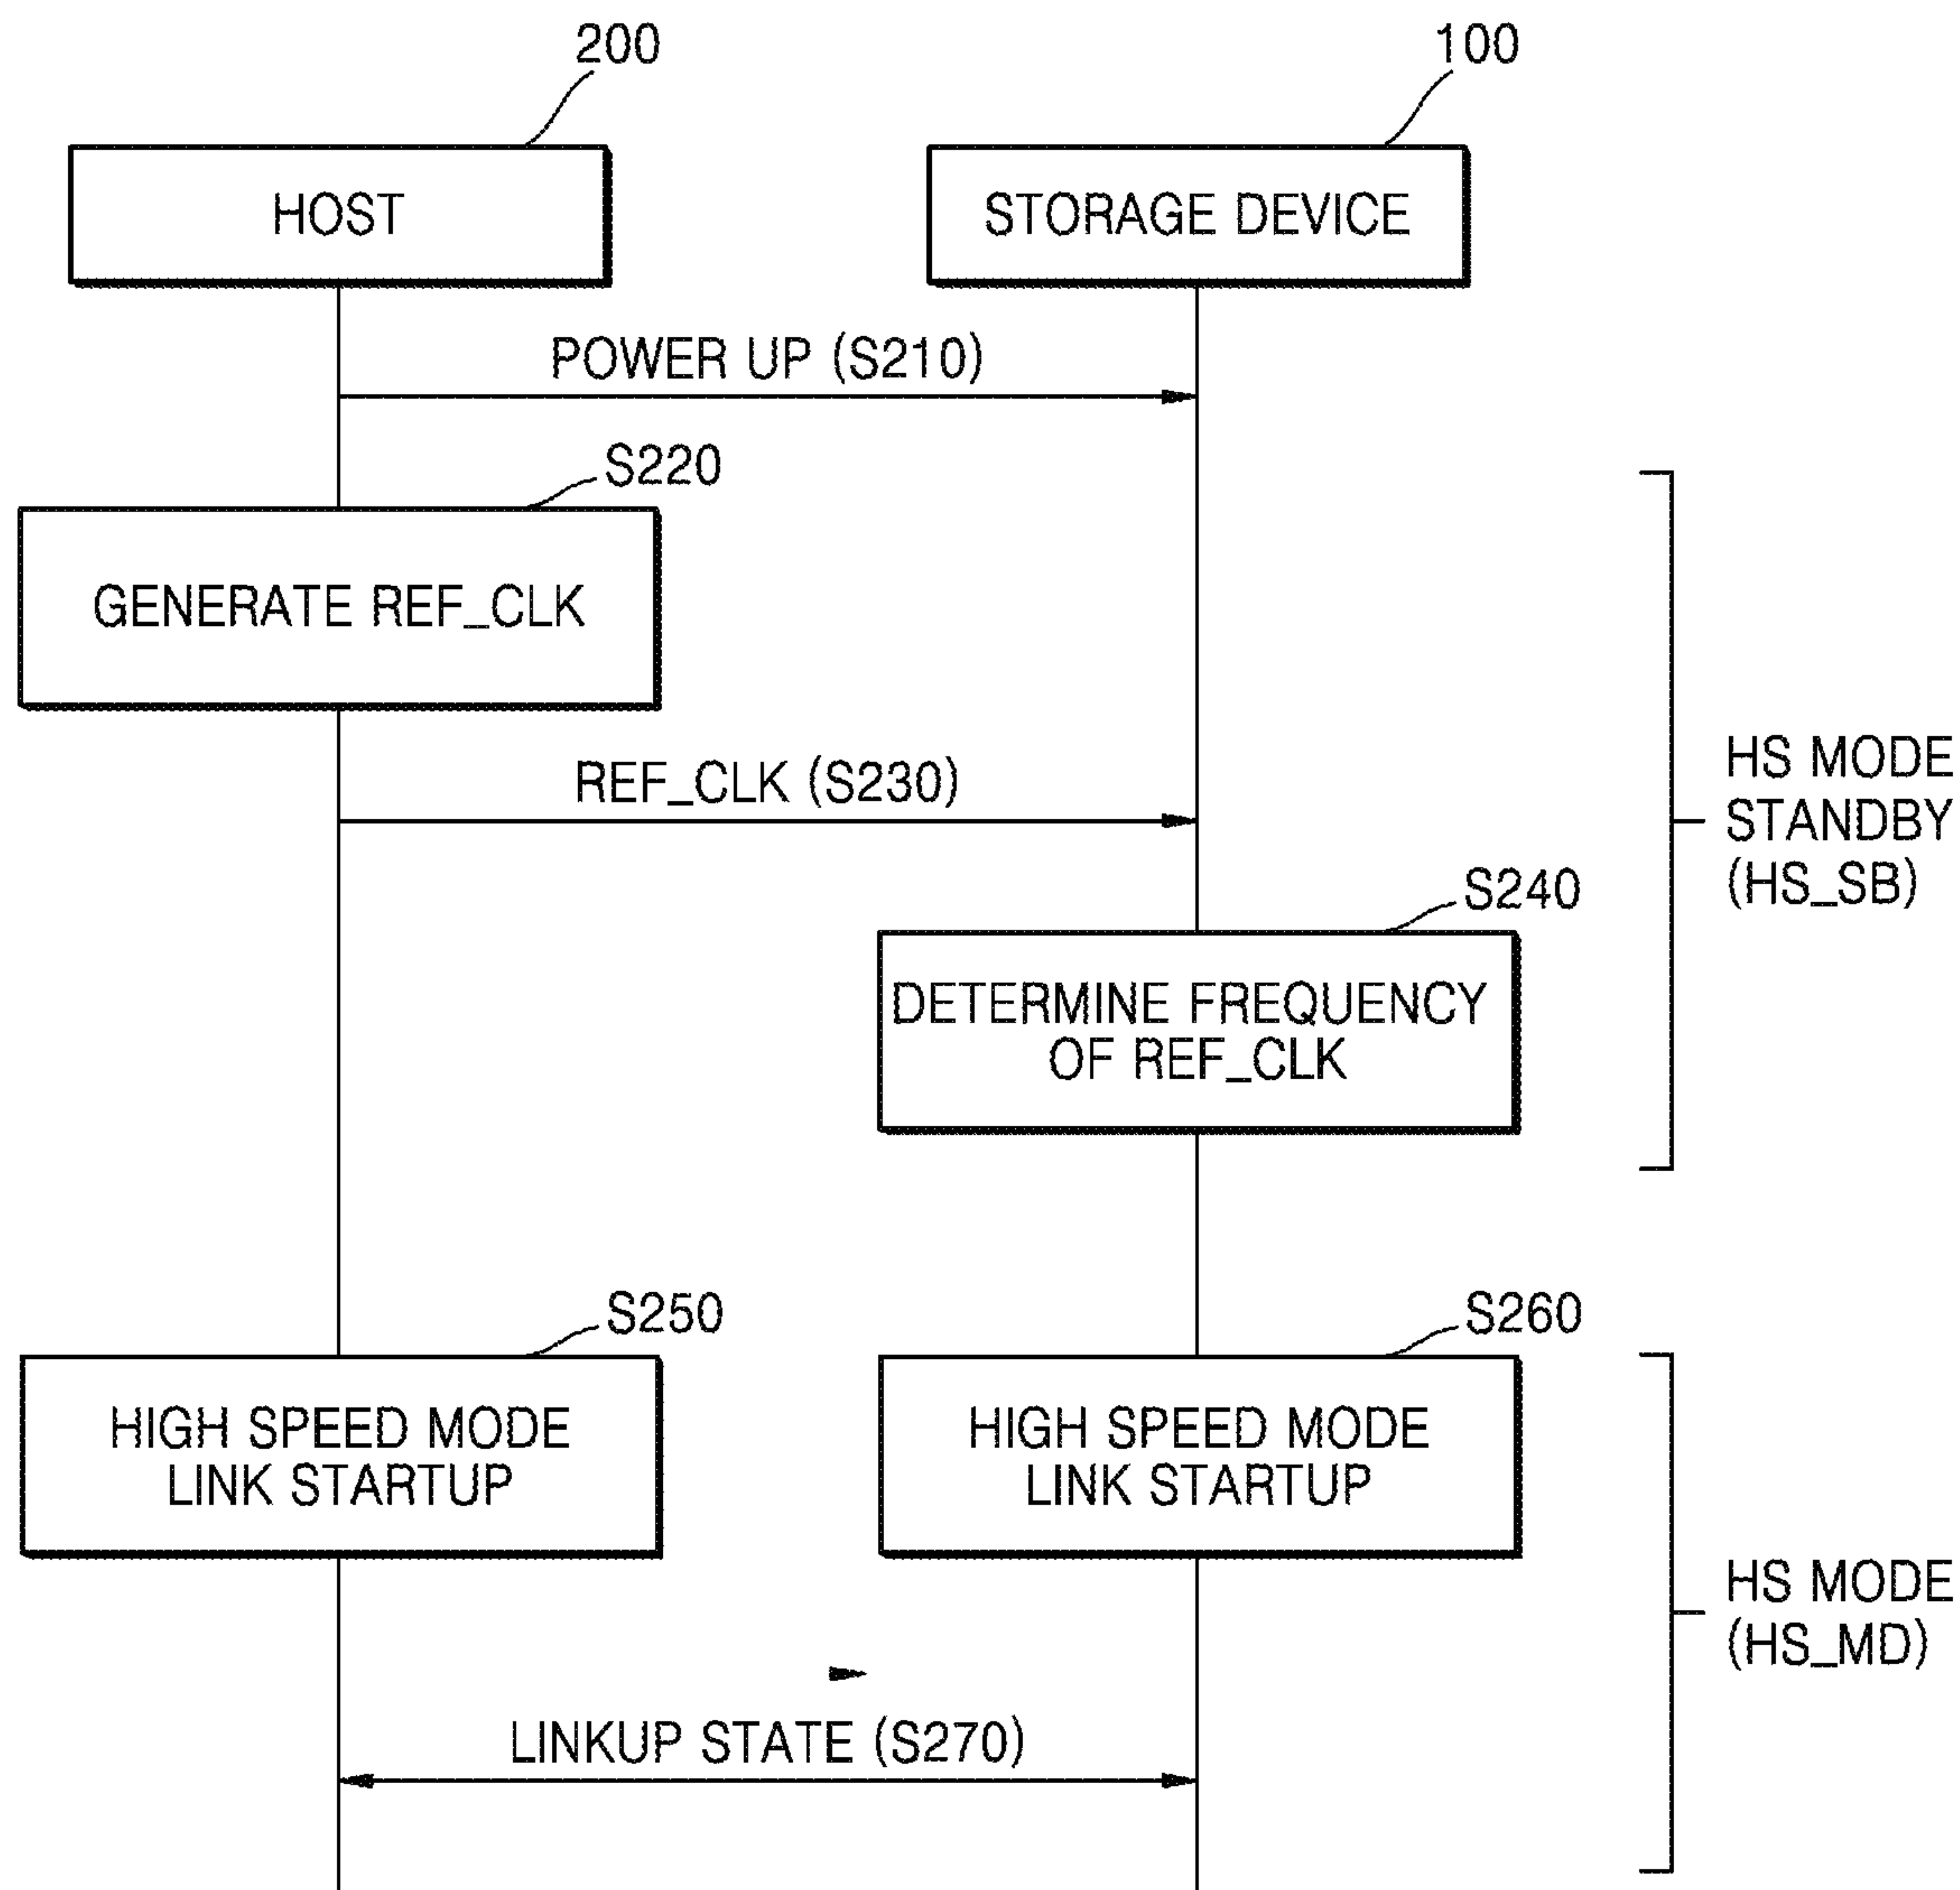 200
100
HOST
STORAGE DEVICE
POWER UP (S210)
S220
GENERATE REF_CLK
REF_CLK (S230)
HS MODE
STANDBY
(HS_SB)
S240
DETERMINE FREQUENCY
OF REF_CLK
S250
S260
HIGH SPEED MODE
LINK STARTUP
HIGH SPEED MODE
LINK STARTUP
HS MODE
(HS_MD)
LINKUP STATE (S270)